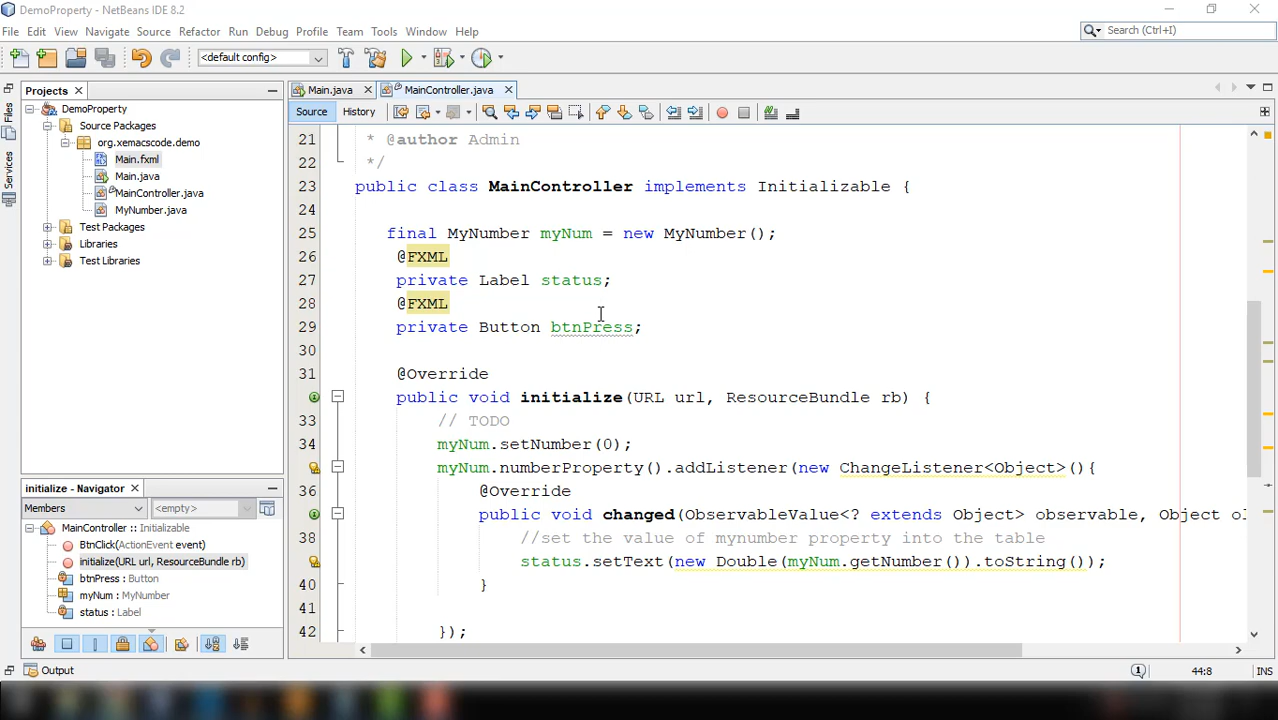 DemoProperty - NetBeans IDE 8.2
File Edit View Navigate Source Refactor Run Debug Profile Team Tools Window Help
Search (Ctrl+I)
<default config>
Projects
Main.java
MainController.java
DemoProperty
Source Packages
org.xemacscode.demo
Main.fxml
Main.java
MainController.java
MyNumber.java
Test Packages
Libraries
Test Libraries
Files
Services
Source History
21 * @author Admin
22 */
23 public class MainController implements Initializable {
24
25 final MyNumber myNum = new MyNumber();
26 @FXML
27 private Label status;
28 @FXML
29 private Button btnPress;
30
31 @Override
public void initialize(URL url, ResourceBundle rb) {
33 // TODO
34 myNum.setNumber(0);
myNum.numberProperty().addListener(new ChangeListener<Object>(){
36 @Override
public void changed(ObservableValue<? extends Object> observable, Object ol
38 //set the value of mynumber property into the table
status.setText(new Double(myNum.getNumber()).toString());
40 }
41
42 });
initialize - Navigator
Members <empty>
MainController :: Initializable
BtnClick(ActionEvent event)
initialize(URL url, ResourceBundle rb)
btnPress : Button
myNum : MyNumber
status : Label
Output
1
44:8
INS